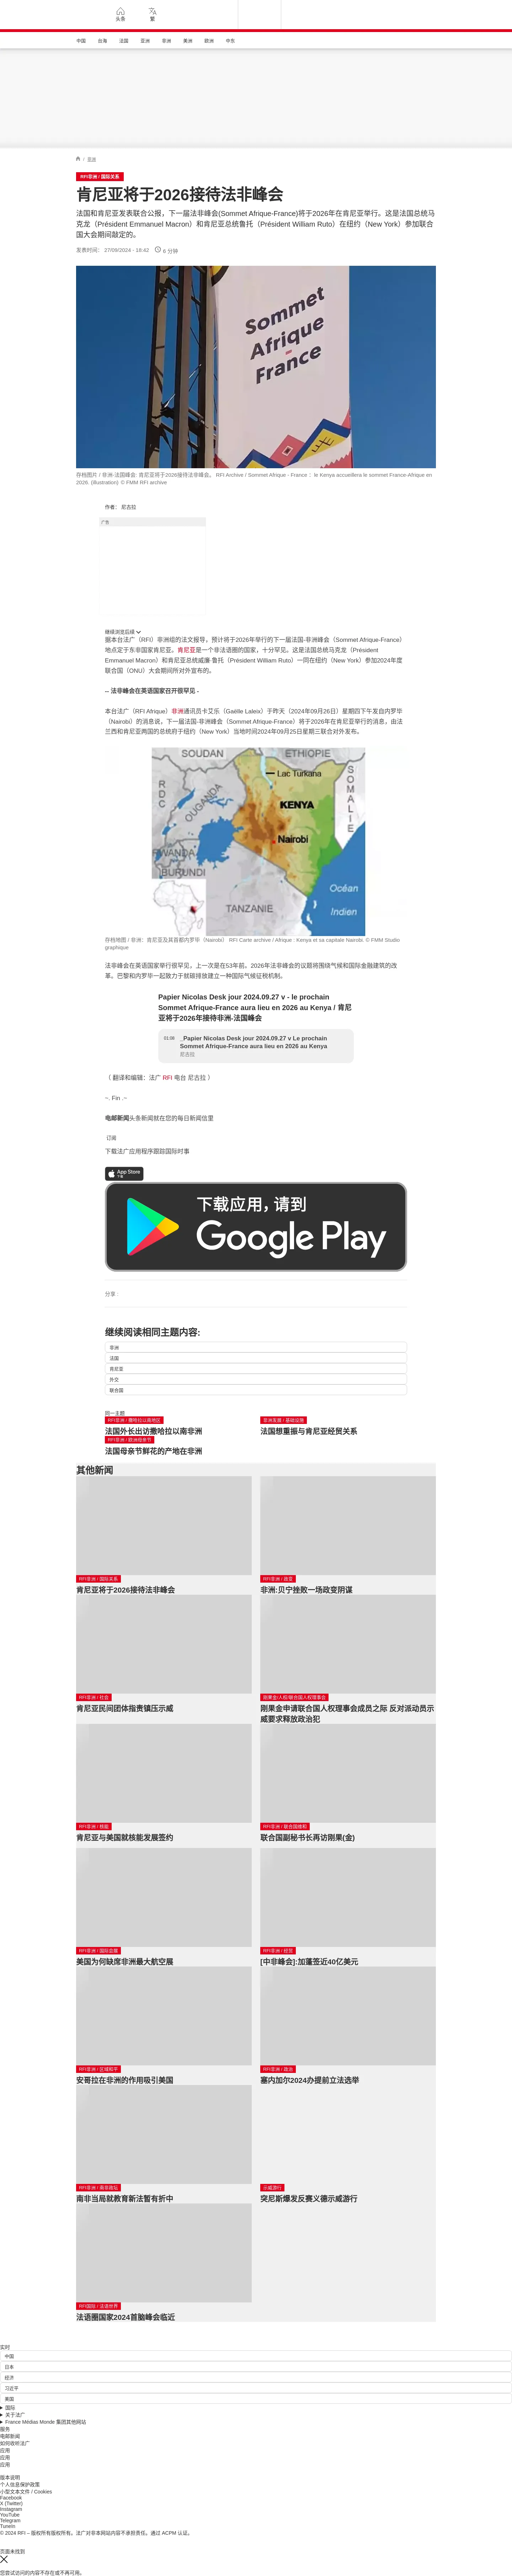 头条
繁
中国
台海
法国
亚洲
非洲
美洲
欧洲
中东
/ 非洲
RFI非洲 / 国际关系
肯尼亚将于2026接待法非峰会
法国和肯尼亚发表联合公报，下一届法非峰会(Sommet Afrique-France)将于2026年在肯尼亚举行。这是法国总统马
克龙（Président Emmanuel Macron）和肯尼亚总统鲁托（Président William Ruto）在纽约（New York）参加联合
国大会期间敲定的。
发表时间： 27/09/2024 - 18:42
6 分钟
Sommet
Afrique
France
存档图片 / 非洲-法国峰会: 肯尼亚将于2026接待法非峰会。 RFI Archive / Sommet Afrique - France： le Kenya accueillera le sommet France-Afrique en
2026. (illustration) © FMM RFI archive
作者： 尼古拉
广告
继续浏览后续
据本台法广（RFI）非洲组的法文报导，预计将于2026年举行的下一届法国-非洲峰会（Sommet Afrique-France）
地点定于东非国家肯尼亚。肯尼亚是一个非法语圈的国家，十分罕见。这是法国总统马克龙（Président
Emmanuel Macron）和肯尼亚总统威廉·鲁托（Président William Ruto）一同在纽约（New York）参加2024年度
联合国（ONU）大会期间所对外宣布的。
-- 法非峰会在英语国家召开很罕见 -
本台法广（RFI Afrique）非洲通讯员卡艾乐（Gaëlle Laleix）于昨天（2024年09月26日）星期四下午发自内罗毕
（Nairobi）的消息说，下一届法国-非洲峰会（Sommet Afrique-France）将于2026年在肯尼亚举行的消息，由法
兰西和肯尼亚两国的总统府于纽约（New York）当地时间2024年09月25日星期三联合对外发布。
SOUDAN
ETHIOPIE
Lac Turkana
OUGANDA
KENYA
SOMALIE
RDC
Nairobi
TANZANIE
Océan
Indien
存档地图 / 非洲：肯尼亚及其首都内罗毕（Nairobi） RFI Carte archive / Afrique : Kenya et sa capitale Nairobi. © FMM Studio
graphique
法非峰会在英语国家举行很罕见，上一次是在53年前。2026年法非峰会的议题将围绕气候和国际金融建筑的改
革。巴黎和内罗毕一起致力于就碳排放建立一种国际气候征税机制。
Papier Nicolas Desk jour 2024.09.27 v - le prochain
Sommet Afrique-France aura lieu en 2026 au Kenya / 肯尼
亚将于2026年接待非洲-法国峰会
01:08
_Papier Nicolas Desk jour 2024.09.27 v Le prochain
Sommet Afrique-France aura lieu en 2026 au Kenya
尼古拉
（ 翻译和编辑：法广 RFI 电台 尼古拉 ）
~. Fin .~
电邮新闻头条新闻就在您的每日新闻信里
订阅
下载法广应用程序跟踪国际时事
App Store
下载
下载应用，请到
Google Play
分享 :
继续阅读相同主题内容:
非洲
法国
肯尼亚
外交
联合国
同一主题
RFI非洲 / 撒哈拉以南地区
法国外长出访撒哈拉以南非洲
非洲发展 / 基础设施
法国想重振与肯尼亚经贸关系
RFI非洲 / 欧洲母亲节
法国母亲节鲜花的产地在非洲
其他新闻
RFI非洲 / 国际关系
肯尼亚将于2026接待法非峰会
RFI非洲 / 政变
非洲:贝宁挫败一场政变阴谋
RFI非洲 / 社会
肯尼亚民间团体指责镇压示威
刚果金/人权/联合国人权理事会
刚果金申请联合国人权理事会成员之际 反对派动员示
威要求释放政治犯
RFI非洲 / 核能
肯尼亚与美国就核能发展签约
RFI非洲 / 联合国维和
联合国副秘书长再访刚果(金)
RFI非洲 / 国际会展
美国为何缺席非洲最大航空展
RFI非洲 / 经贸
[中非峰会]:加蓬签近40亿美元
RFI非洲 / 区域和平
安哥拉在非洲的作用吸引美国
RFI非洲 / 政治
塞内加尔2024办提前立法选举
RFI非洲 / 南非政坛
南非当局就教育新法暂有折中
示威游行
突尼斯爆发反赛义德示威游行
RFI国际 / 法语世界
法语圈国家2024首脑峰会临近
实时
中国
日本
经济
习近平
美国
国际
关于法广
France Médias Monde 集团其他网站
服务
电邮新闻
如何收听法广
应用
应用
应用
版本说明
个人信息保护政策
小型文本文件 / Cookies
Facebook
X (Twitter)
Instagram
YouTube
Telegram
TuneIn
© 2024 RFI – 版权所有版权所有。法广对非本网站内容不承担责任。通过 ACPM 认证。
页面未找到
您尝试访问的内容不存在或不再可用。